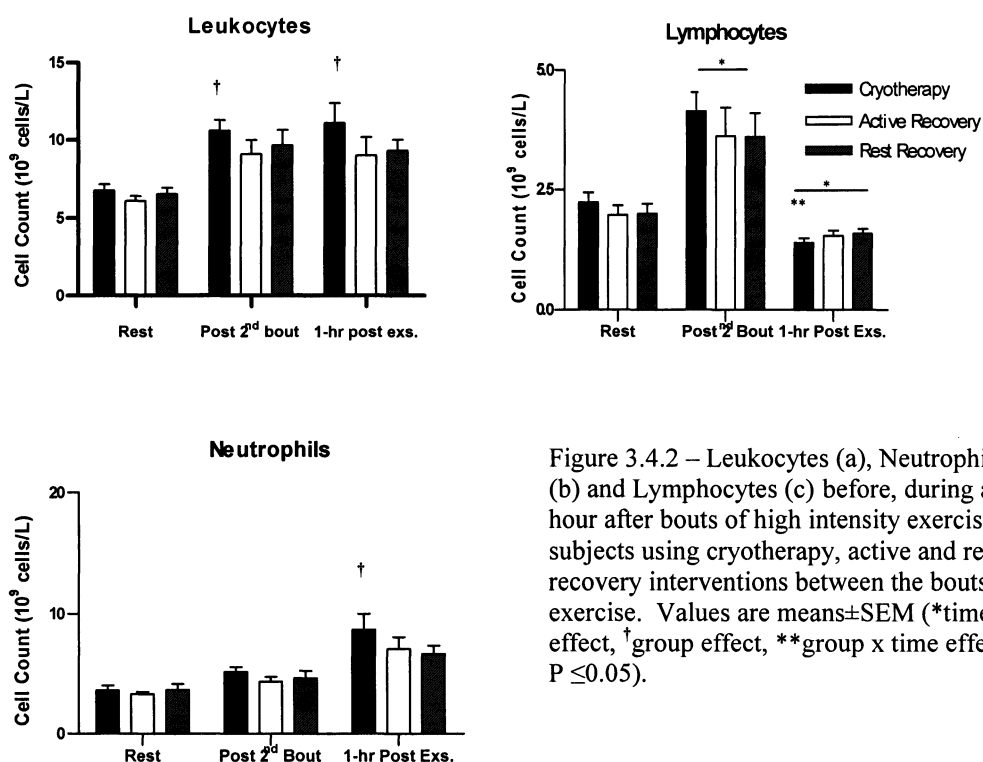 Leukocytes
Cell Count (10⁹ cells/L)
15
10
5
0
†
†
Rest
Post 2nd bout
1-hr post exs.
Lymphocytes
Cell Count (10⁹ cells/L)
5.0
2.5
0.0
*
*
**
Cryotherapy
Active Recovery
Rest Recovery
Rest
Post 2nd Bout
1-hr Post Exs.
Neutrophils
Cell Count (10⁹ cells/L)
20
10
0
†
Rest
Post 2nd Bout
1-hr Post Exs.
Figure 3.4.2 – Leukocytes (a), Neutrophi
(b) and Lymphocytes (c) before, during a
hour after bouts of high intensity exercis
subjects using cryotherapy, active and re
recovery interventions between the bouts
exercise. Values are means±SEM (*time
effect, †group effect, **group x time effe
P ≤0.05).